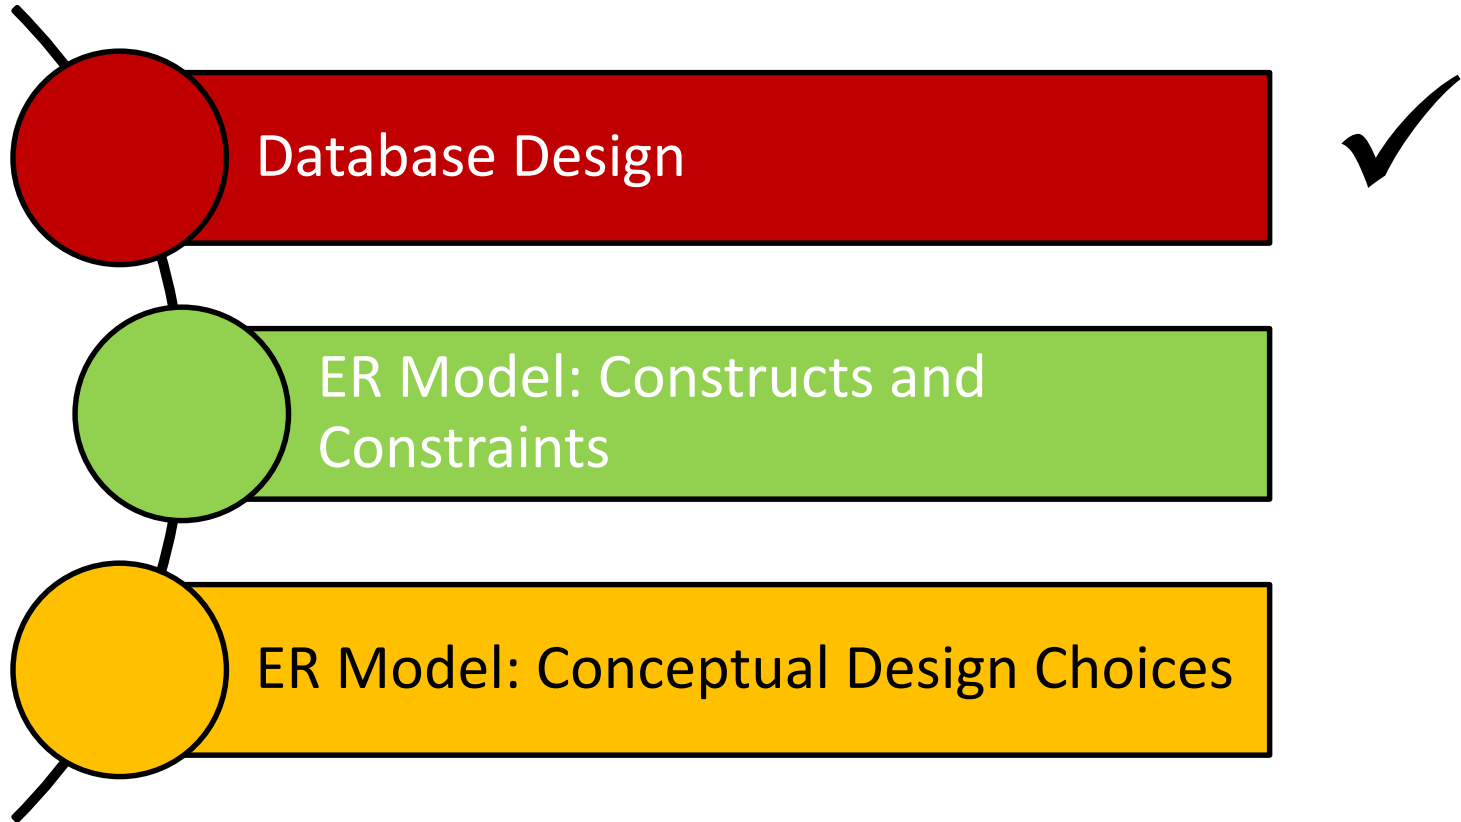 Database Design
ER Model: Constructs and
Constraints
ER Model: Conceptual Design Choices